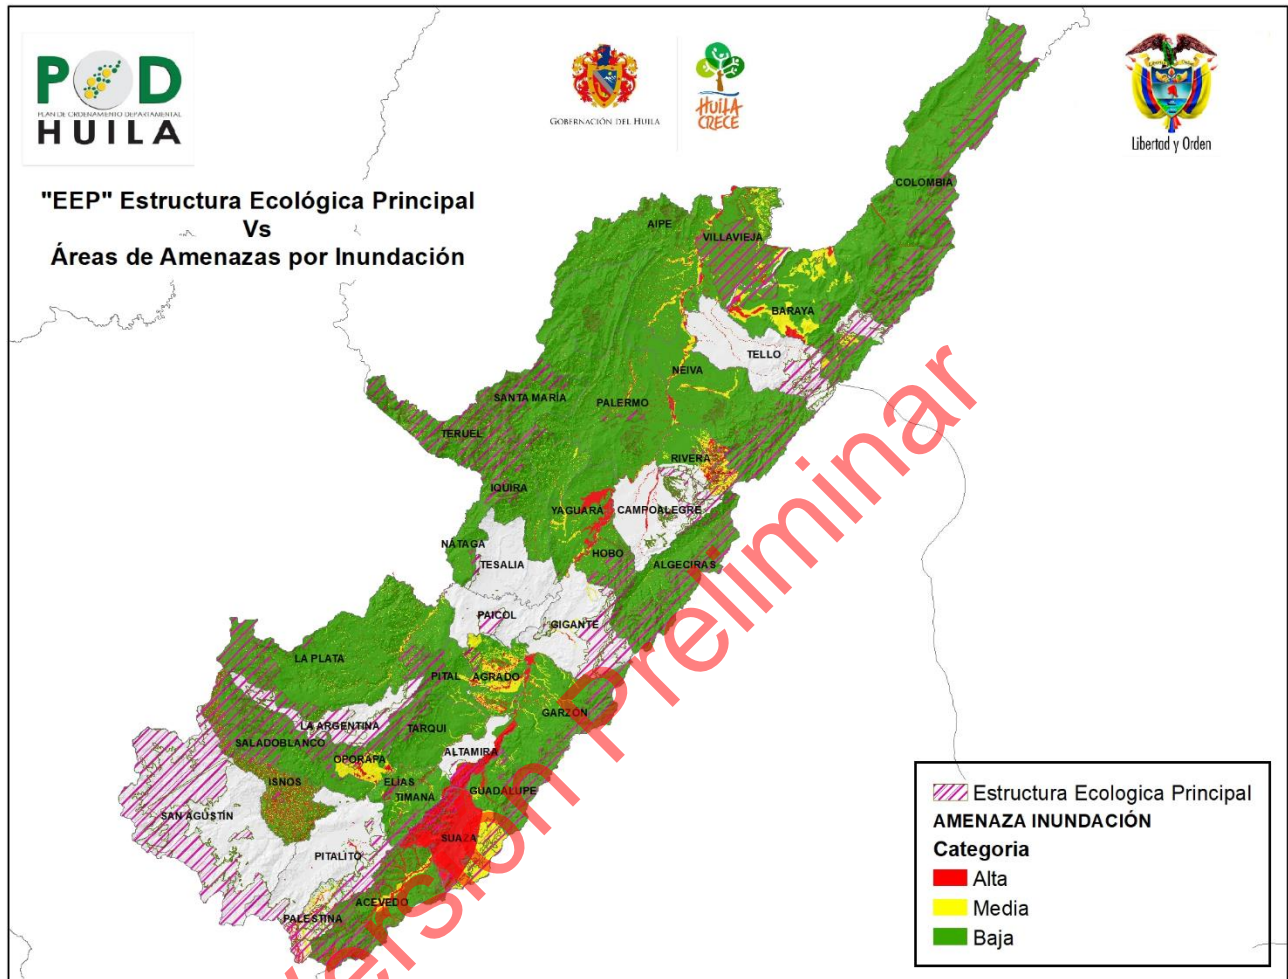 POD
PLAN DE ORDENAMIENTO DEPARTAMENTAL
HUILA
GOBERNACIÓN DEL HUILA
HUILA
CRECE
Libertad y Orden
"EEP" Estructura Ecológica Principal
Vs
Áreas de Amenazas por Inundación
COLOMBIA
AIPE
VILLAVIEJA
BARAYA
TELLO
NEIVA
SANTA MARÍA
PALERMO
TERUEL
RIVERA
IQUIRA
YAGUARÁ
CAMPOALEGRE
NÁTAGA
HOBO
TESALIA
ALGECIRAS
PAICOL
GIGANTE
LA PLATA
PITAL
AGRADO
GARZÓN
LA ARGENTINA
TARQUI
SALADOBLANCO
ALTAMIRA
OPORAPA
ISNOS
ELÍAS
TIMANÁ
GUADALUPE
SAN AGUSTÍN
SUAZA
PITALITO
ACEVEDO
PALESTINA
Versión Preliminar
Estructura Ecologica Principal
AMENAZA INUNDACIÓN
Categoria
Alta
Media
Baja